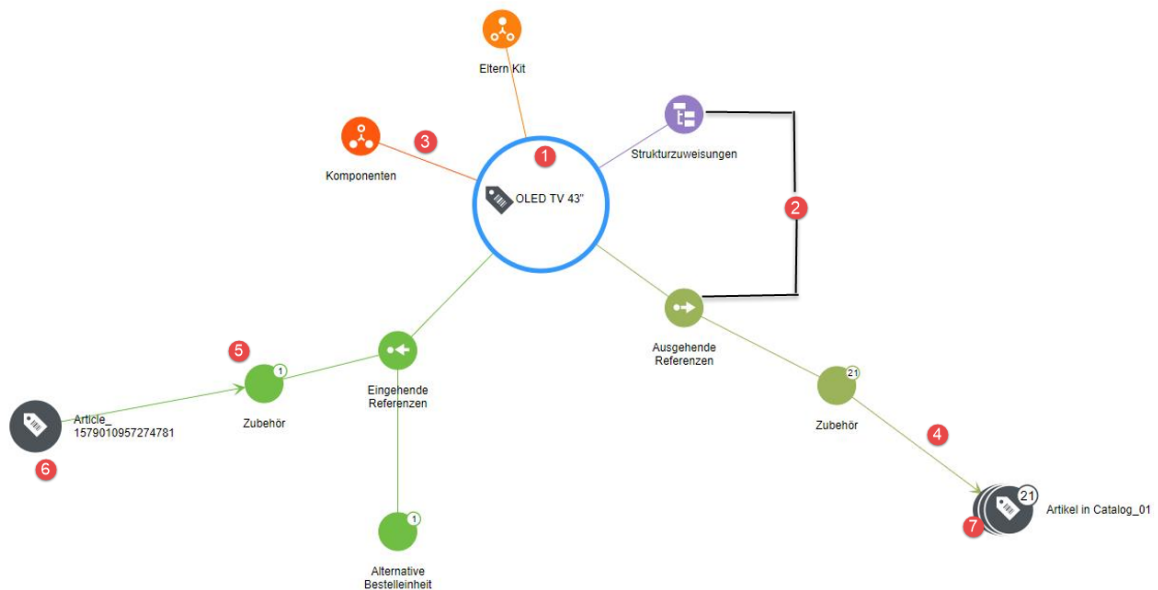 Eltern Kit
3
Komponenten
1
OLED TV 43"
Strukturzuweisungen
2
Ausgehende
Referenzen
5
1
Zubehör
Eingehende
Referenzen
21
Zubehör
Article_
1579010957274781
6
4
21
7
Artikel in Catalog_01
1
Alternative
Bestelleinheit